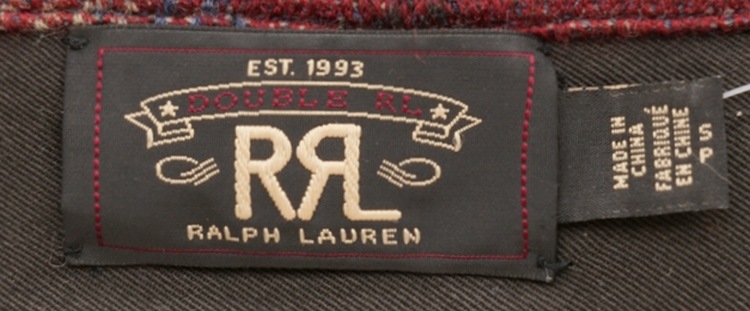 EST. 1993
DOUBLE RL
RRL
RALPH LAUREN
MADE IN
CHINA
FABRIQUÉ
EN CHINE
S
P